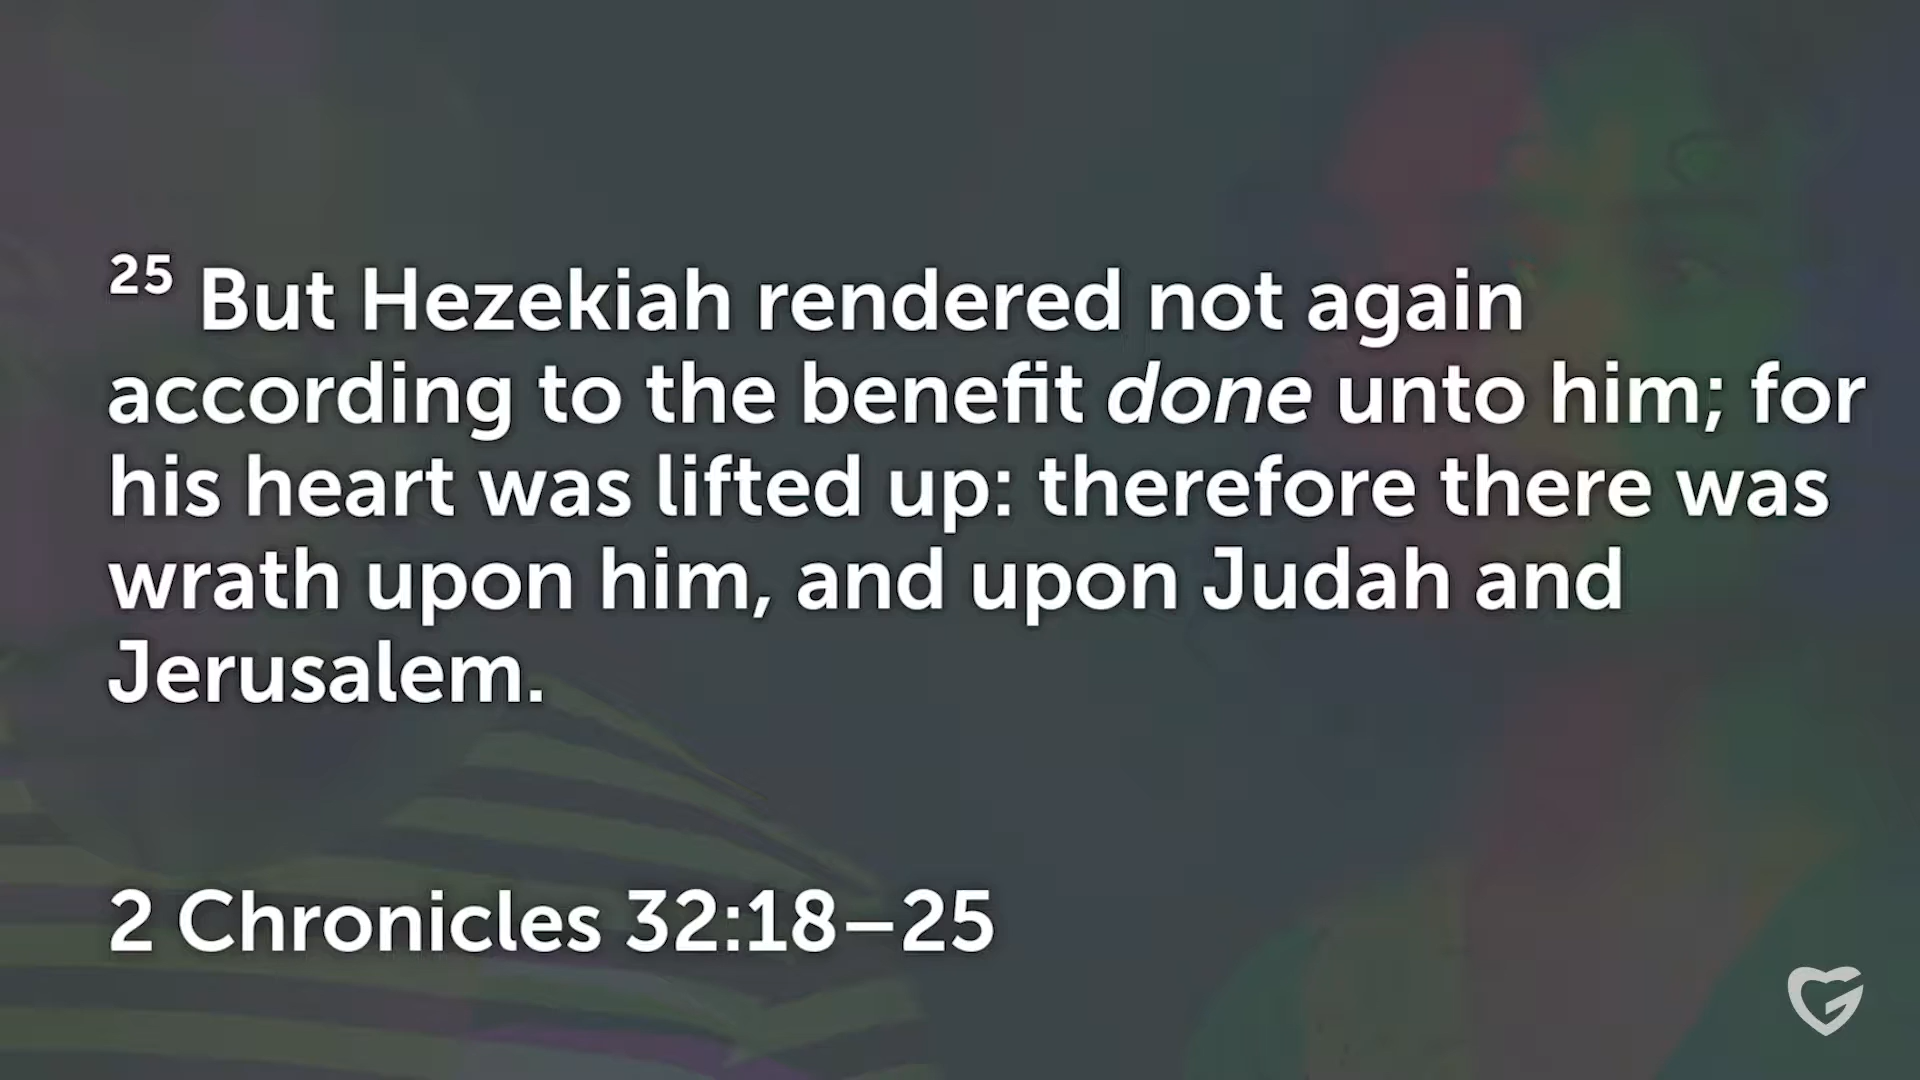 25 But Hezekiah rendered not again
according to the benefit done unto him; for
his heart was lifted up: therefore there was
wrath upon him, and upon Judah and
Jerusalem.
2 Chronicles 32:18–25